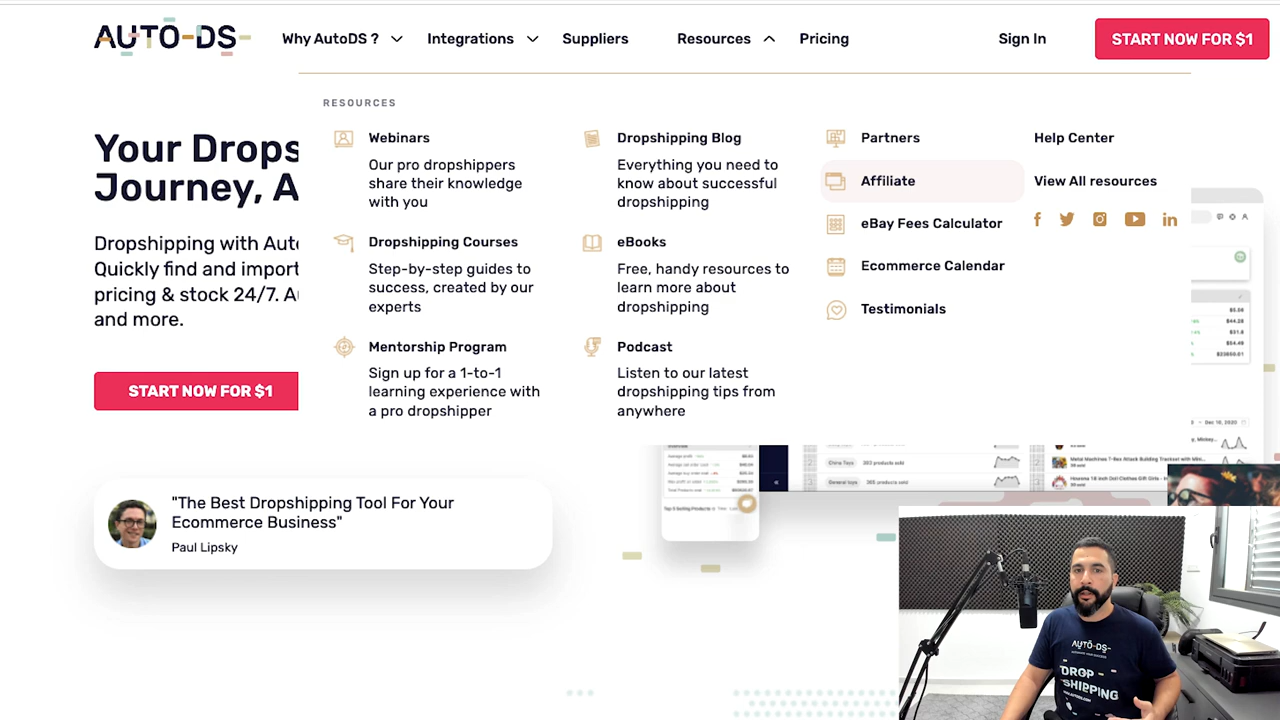 AUTO-DS-
Why AutoDS ?
Integrations
Suppliers
Resources
Pricing
Sign In
START NOW FOR $1
RESOURCES
Webinars
Our pro dropshippers
share their knowledge
with you
Dropshipping Courses
Step-by-step guides to
success, created by our
experts
Mentorship Program
Sign up for a 1-to-1
learning experience with
a pro dropshipper
Dropshipping Blog
Everything you need to
know about successful
dropshipping
eBooks
Free, handy resources to
learn more about
dropshipping
Podcast
Listen to our latest
dropshipping tips from
anywhere
Partners
Affiliate
eBay Fees Calculator
Ecommerce Calendar
Testimonials
Help Center
View All resources
Your Drops
Journey, A
Dropshipping with Auto
Quickly find and import
pricing & stock 24/7. A
and more.
START NOW FOR $1
"The Best Dropshipping Tool For Your
Ecommerce Business"
Paul Lipsky
China Toys
General toys
AUTO-DS-
DROP
SHIPPING